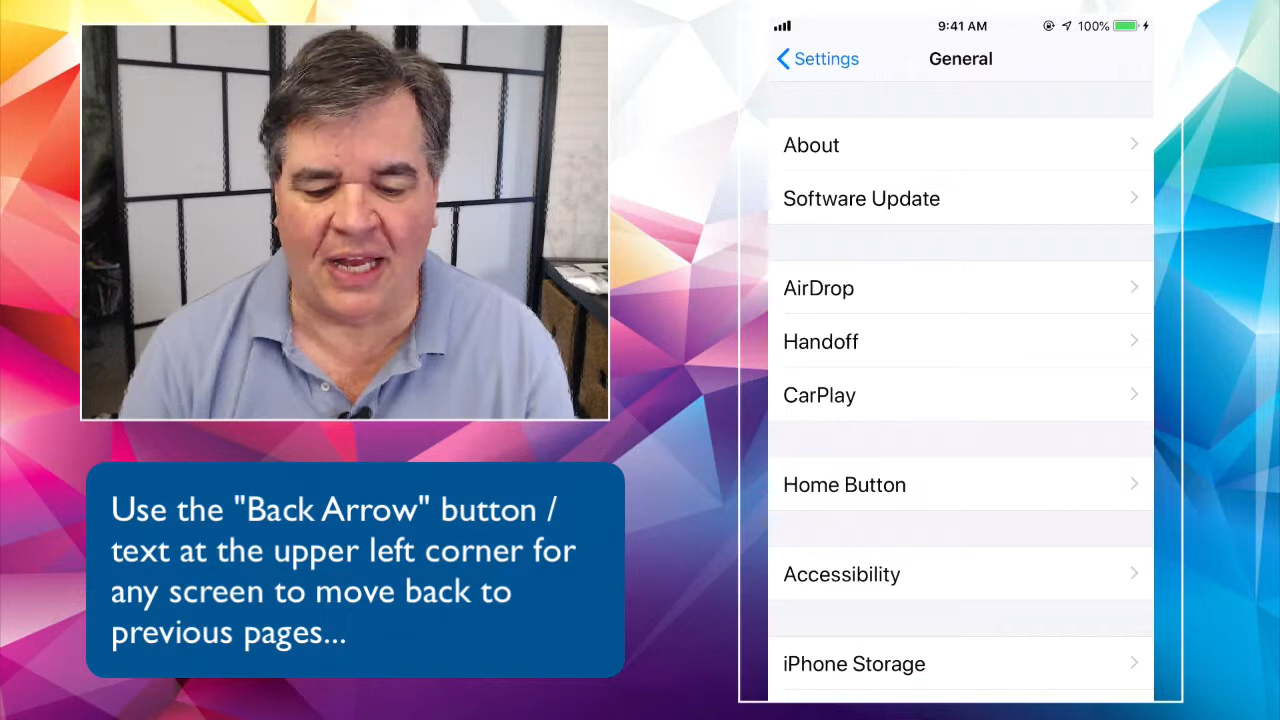 9:41 AM
100%
Settings
General
About
Software Update
AirDrop
Handoff
CarPlay
Home Button
Accessibility
iPhone Storage
Use the "Back Arrow" button /
text at the upper left corner for
any screen to move back to
previous pages...